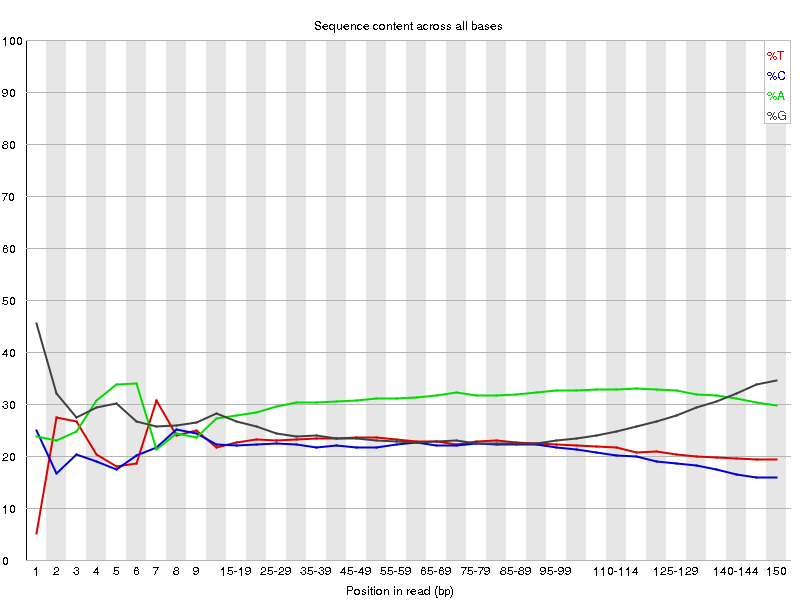 Sequence content across all bases
100
90
80
70
60
50
40
30
20
10
0
%T
%C
%A
%G
1 2 3 4 5 6 7 8 9 15-19 25-29 35-39 45-49 55-59 65-69 75-79 85-89 95-99 110-114 125-129 140-144 150
Position in read (bp)